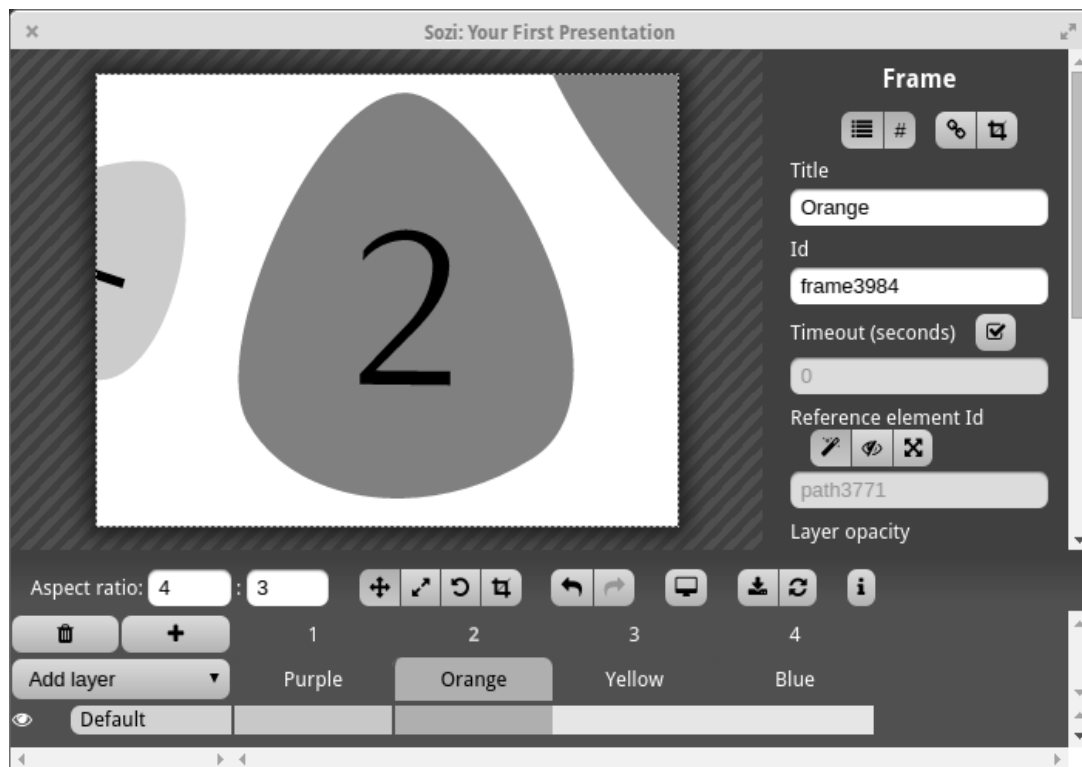 Sozi: Your First Presentation
Frame
#
Title
Orange
Id
frame3984
Timeout (seconds)
0
Reference element Id
path3771
Layer opacity
2
Aspect ratio: 4 : 3
i
1 2 3 4
Add layer Purple Orange Yellow Blue
Default